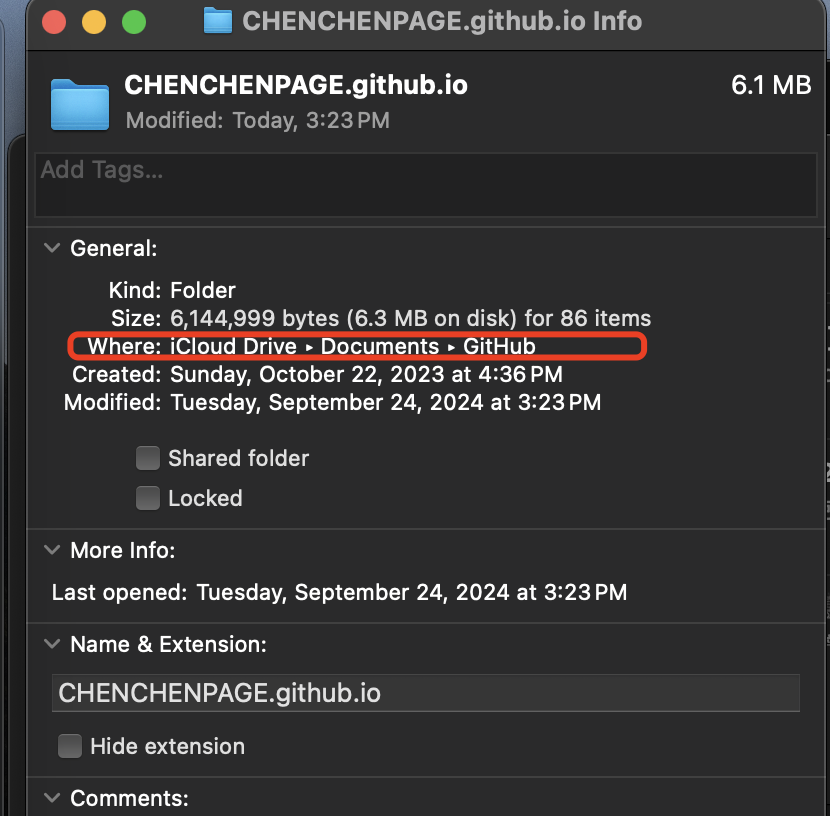 CHENCHENPAGE.github.io Info
CHENCHENPAGE.github.io 6.1 MB
Modified: Today, 3:23 PM
Add Tags...
General:
Kind: Folder
Size: 6,144,999 bytes (6.3 MB on disk) for 86 items
Where: iCloud Drive ▸ Documents ▸ GitHub
Created: Sunday, October 22, 2023 at 4:36 PM
Modified: Tuesday, September 24, 2024 at 3:23 PM
Shared folder
Locked
More Info:
Last opened: Tuesday, September 24, 2024 at 3:23 PM
Name & Extension:
CHENCHENPAGE.github.io
Hide extension
Comments: